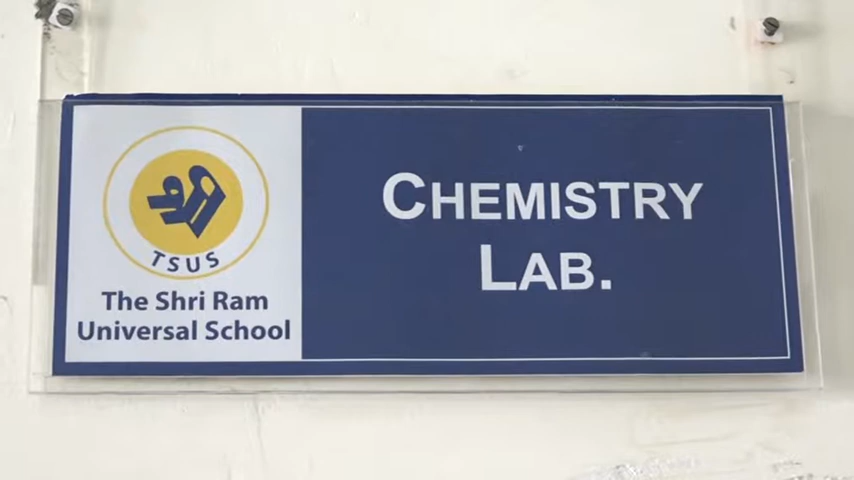 TSUS
The Shri Ram
Universal School
CHEMISTRY
LAB.